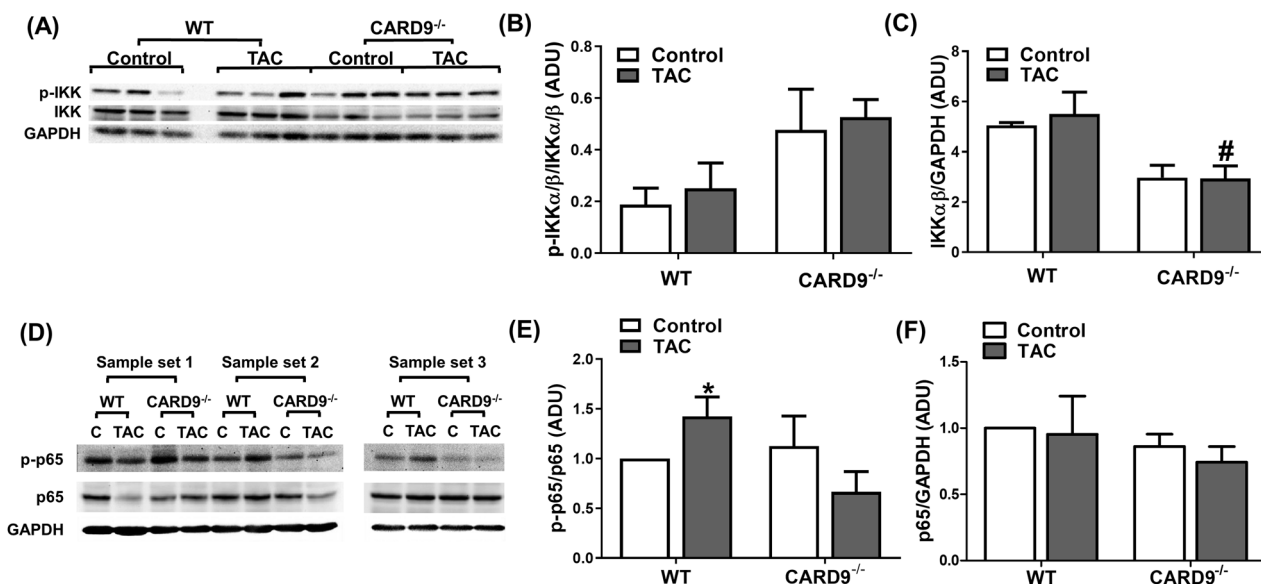 (A)
WT
CARD9-/-
Control TAC Control TAC
p-IKK
IKK
GAPDH
(B)
Control
TAC
p-IKKα/β/IKKα/β (ADU)
0.8
0.6
0.4
0.2
0.0
WT CARD9-/-
(C)
Control
TAC
IKKαβ/GAPDH (ADU)
8
6
4
2
0
#
WT CARD9-/-
(D)
Sample set 1 Sample set 2 Sample set 3
WT CARD9-/- WT CARD9-/- WT CARD9-/-
C TAC C TAC C TAC C TAC C TAC C TAC
p-p65
p65
GAPDH
(E)
Control
TAC
p-p65/p65 (ADU)
2.0
1.5
1.0
0.5
0.0
*
WT CARD9-/-
(F)
Control
TAC
p65/GAPDH (ADU)
1.5
1.0
0.5
0.0
WT CARD9-/-